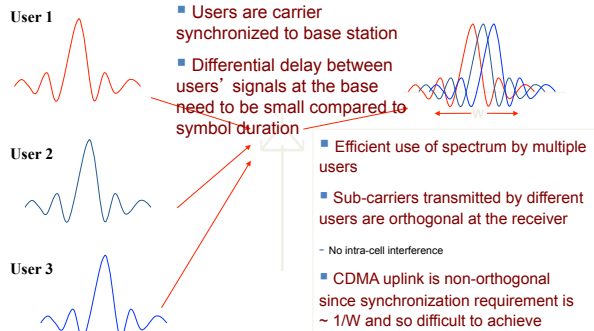 User 1
▪ Users are carrier
synchronized to base station
▪ Differential delay between
users’ signals at the base
need to be small compared to
symbol duration
W
User 2
▪ Efficient use of spectrum by multiple
users
▪ Sub-carriers transmitted by different
users are orthogonal at the receiver
– No intra-cell interference
User 3
▪ CDMA uplink is non-orthogonal
since synchronization requirement is
~ 1/W and so difficult to achieve